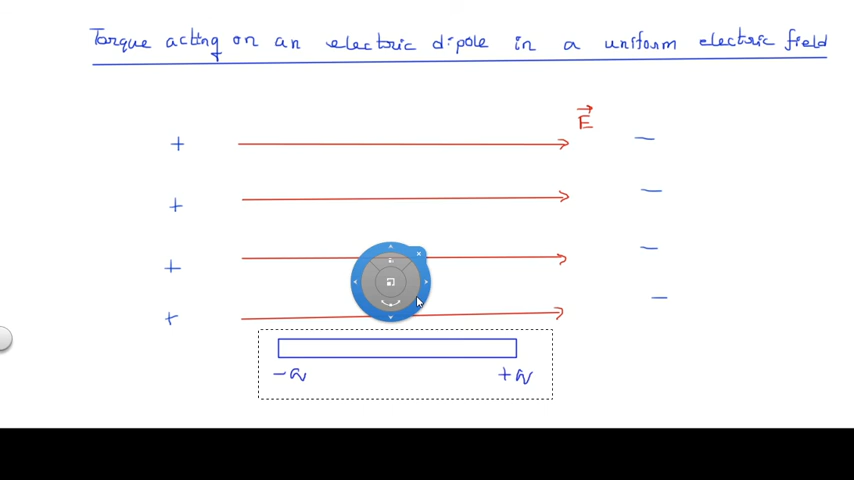 Torque acting on an electric dipole in a uniform electric field
E
+ −
+ −
+ −
+ −
−q +q